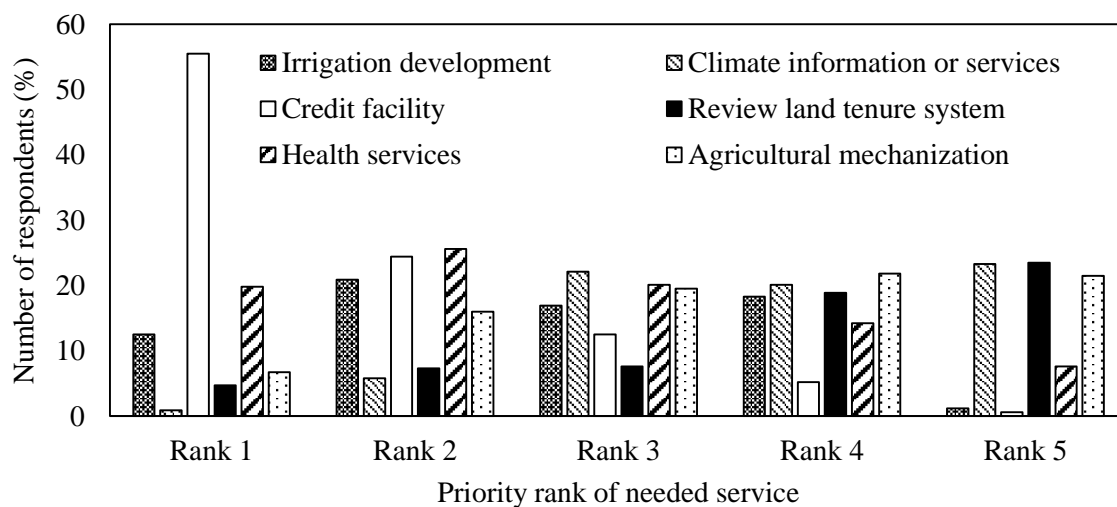 60
50
40
30
20
10
0
Number of respondents (%)
Irrigation development
Climate information or services
Credit facility
Review land tenure system
Health services
Agricultural mechanization
Rank 1
Rank 2
Rank 3
Rank 4
Rank 5
Priority rank of needed service